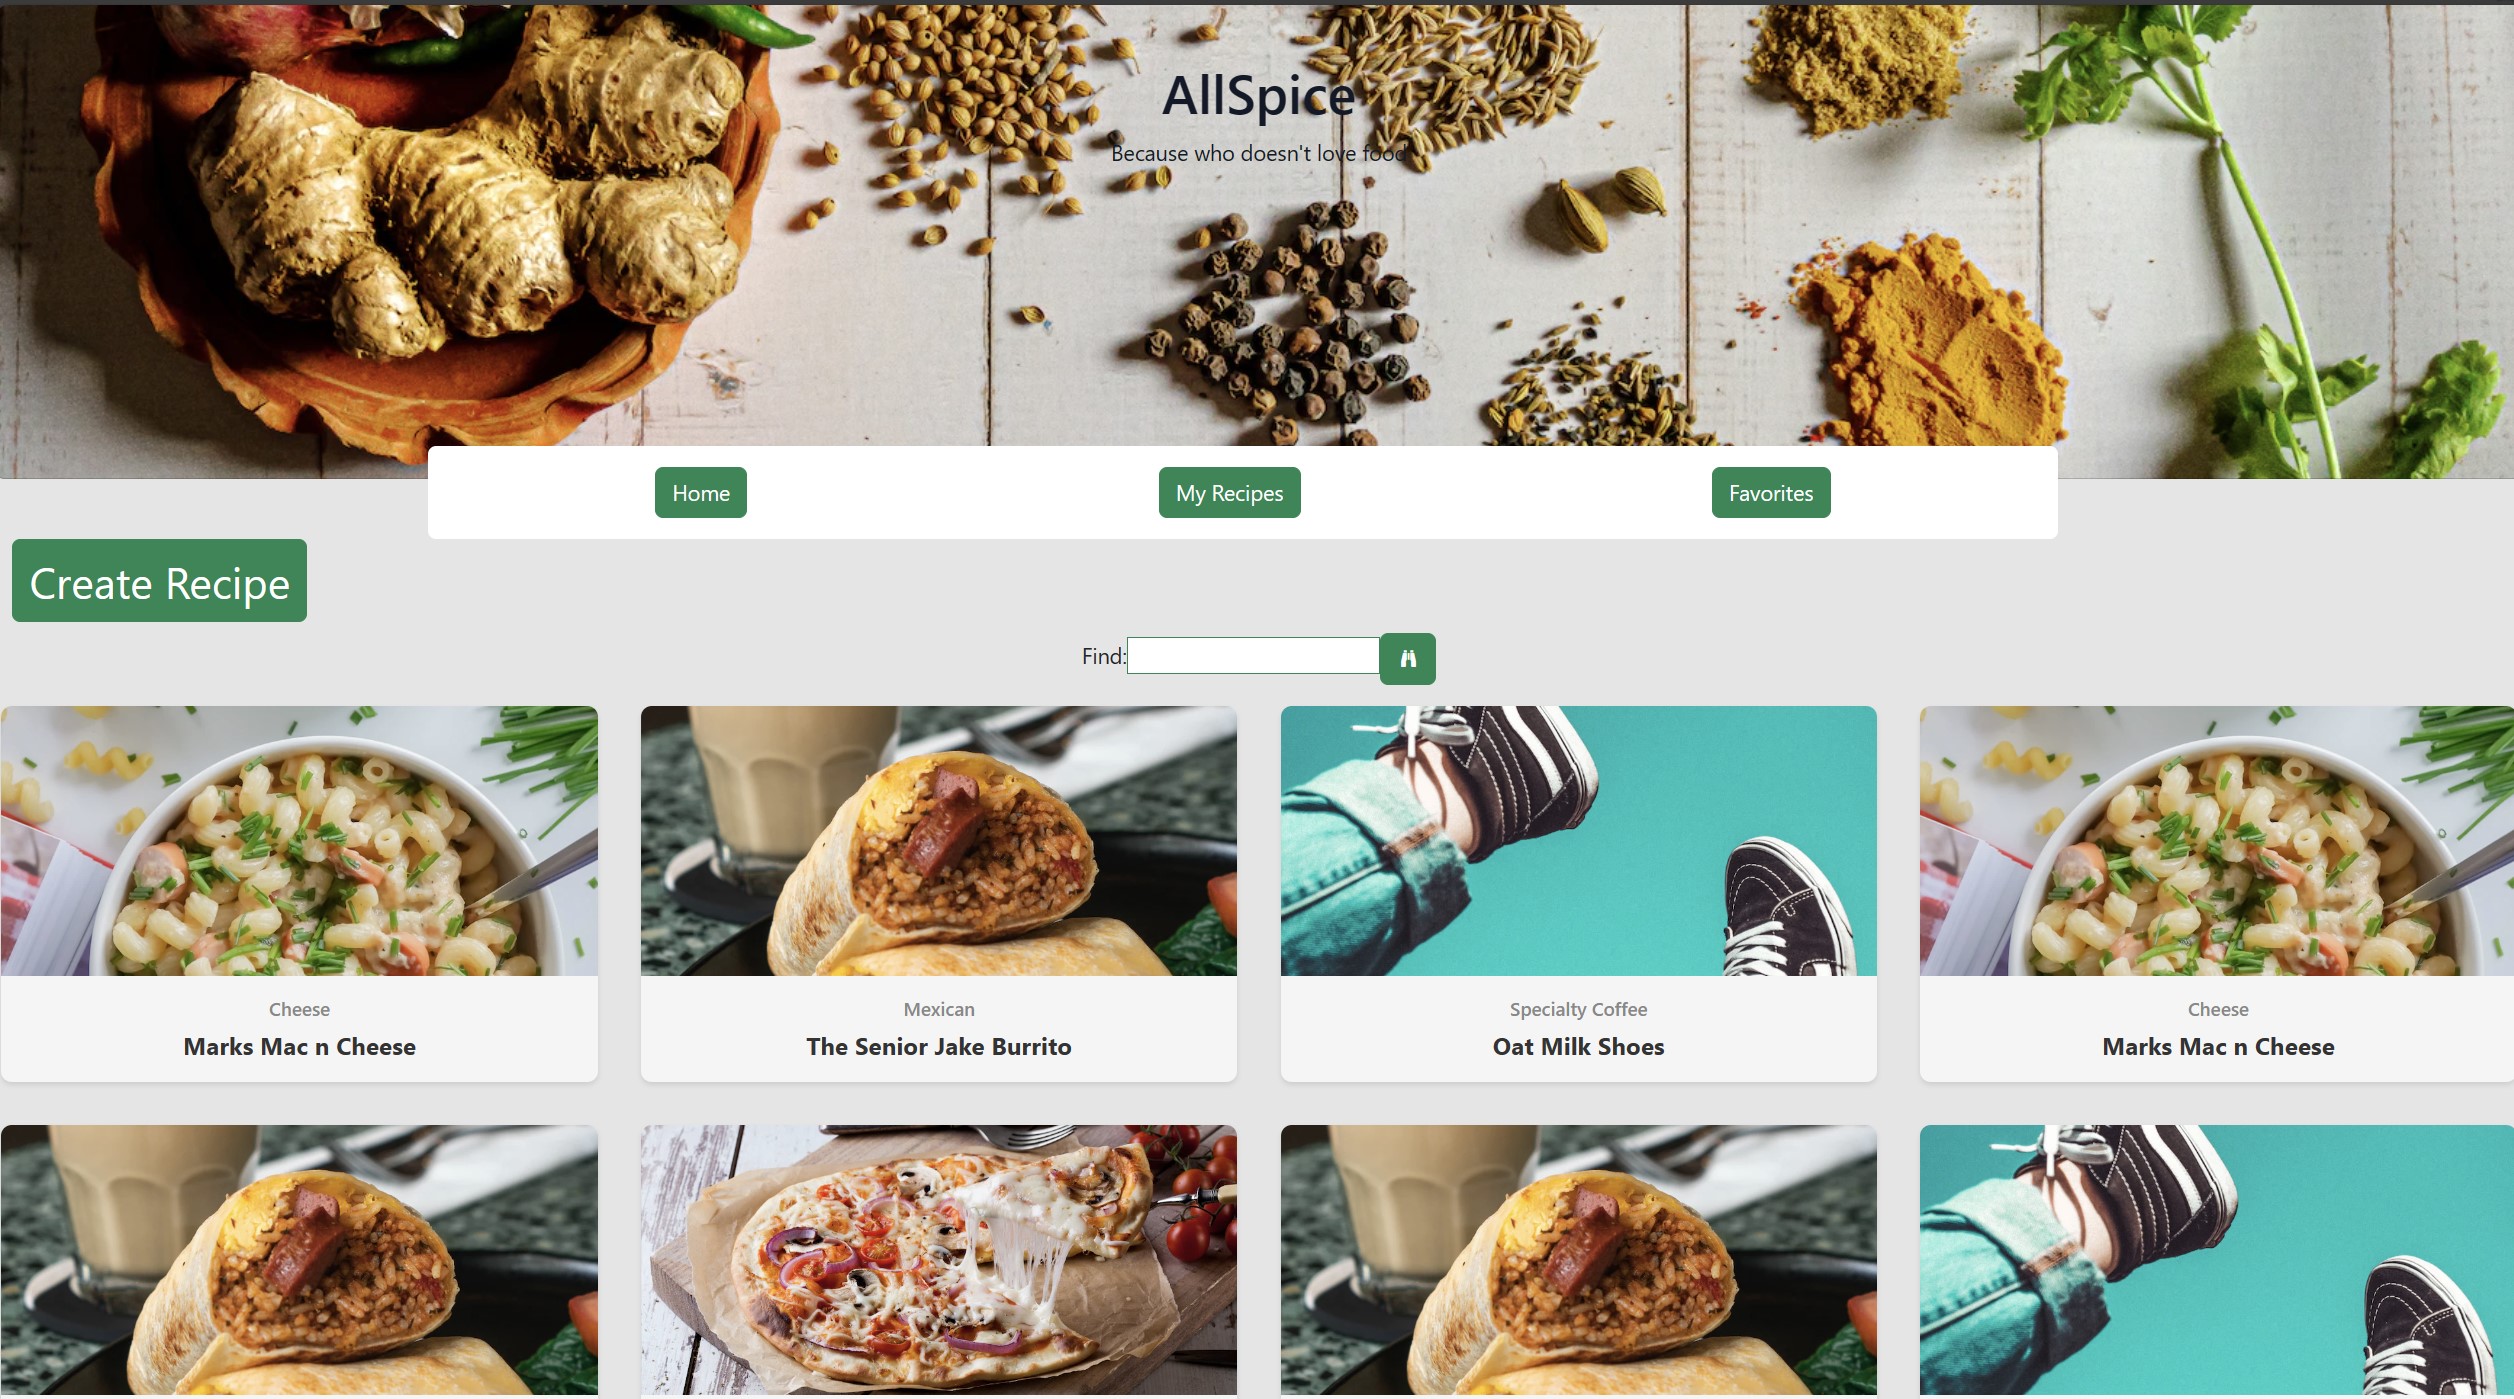 AllSpice
Because who doesn't love food
Home
My Recipes
Favorites
Create Recipe
Find:
Cheese
Marks Mac n Cheese
Mexican
The Senior Jake Burrito
Specialty Coffee
Oat Milk Shoes
Cheese
Marks Mac n Cheese